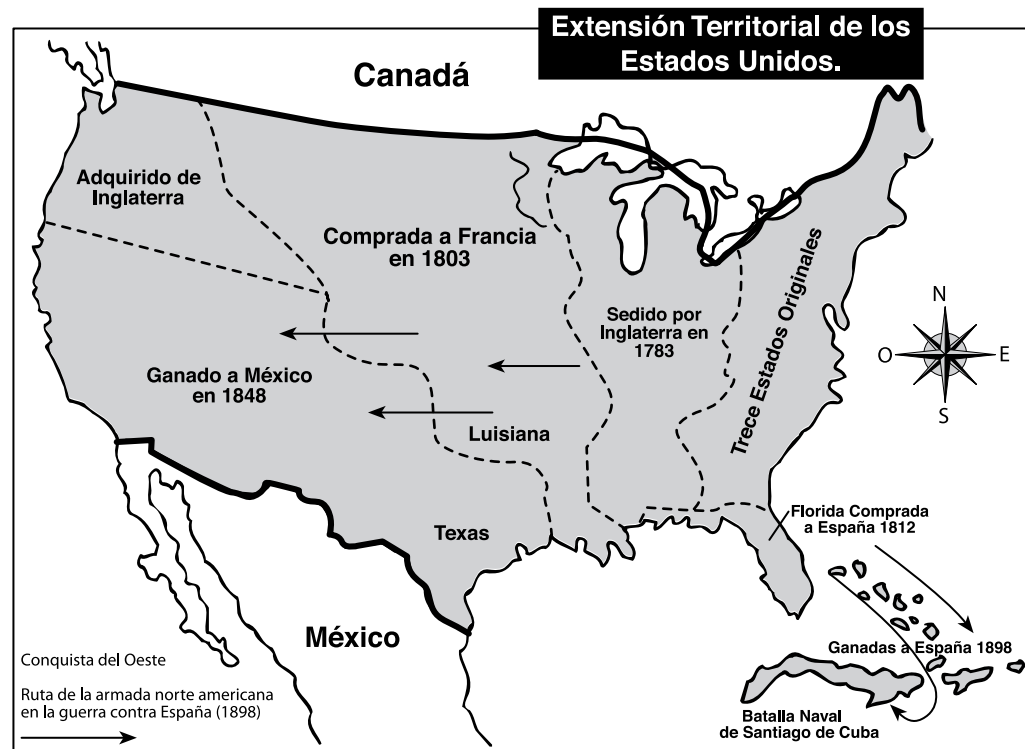 Extensión Territorial de los
Estados Unidos.
Canadá
Adquirido de
Inglaterra
Comprada a Francia
en 1803
Sedido por
Inglaterra en
1783
Trece Estados Originales
N
O
E
S
Ganado a México
en 1848
Luisiana
Texas
Florida Comprada
a España 1812
México
Ganadas a España 1898
Batalla Naval
de Santiago de Cuba
Conquista del Oeste
Ruta de la armada norte americana
en la guerra contra España (1898)